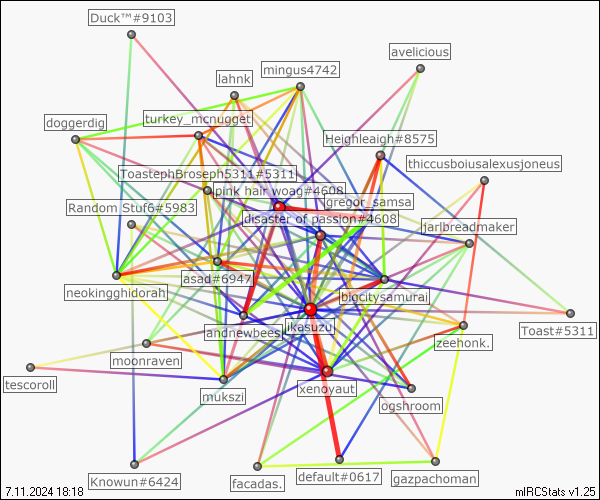 Duck™#9103
avelicious
mingus4742
lahnk
doggerdig
turkey_mcnugget
Heighleaigh#8575
thiccusboiusalexusjoneus
ToastephBroseph5311#5311
pink hair woag#4608
gregor_samsa
Random Stuf6#5983
disaster of passion#4608
jarlbreadmaker
asad#6947
neokingghidorah
bigcitysamurai
andnewbees
ikasuzu
Toast#5311
zeehonk.
moonraven
tescoroll
mukszi
xenoyaut
ogshroom
Knowun#6424
facadas.
default#0617
gazpachoman
7.11.2024 18:18
mIRCStats v1.25